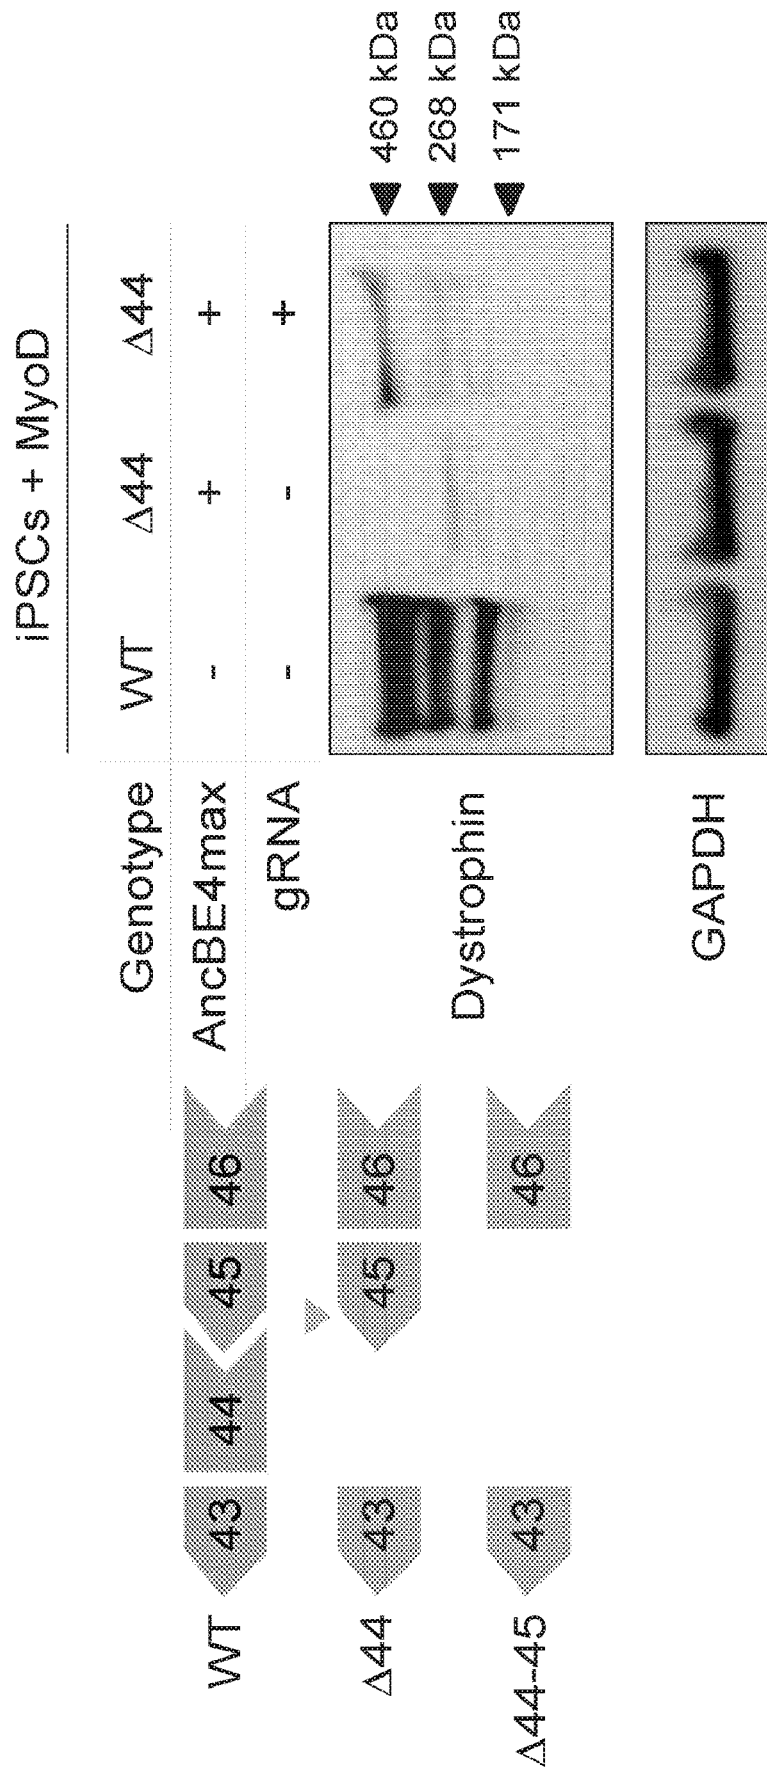 WT 43 44 45 46
Δ44 43 45 46
Δ44-45 43 46
iPSCs + MyoD
Genotype WT Δ44 Δ44
AncBE4max - + +
gRNA - - +
Dystrophin
460 kDa
268 kDa
171 kDa
GAPDH